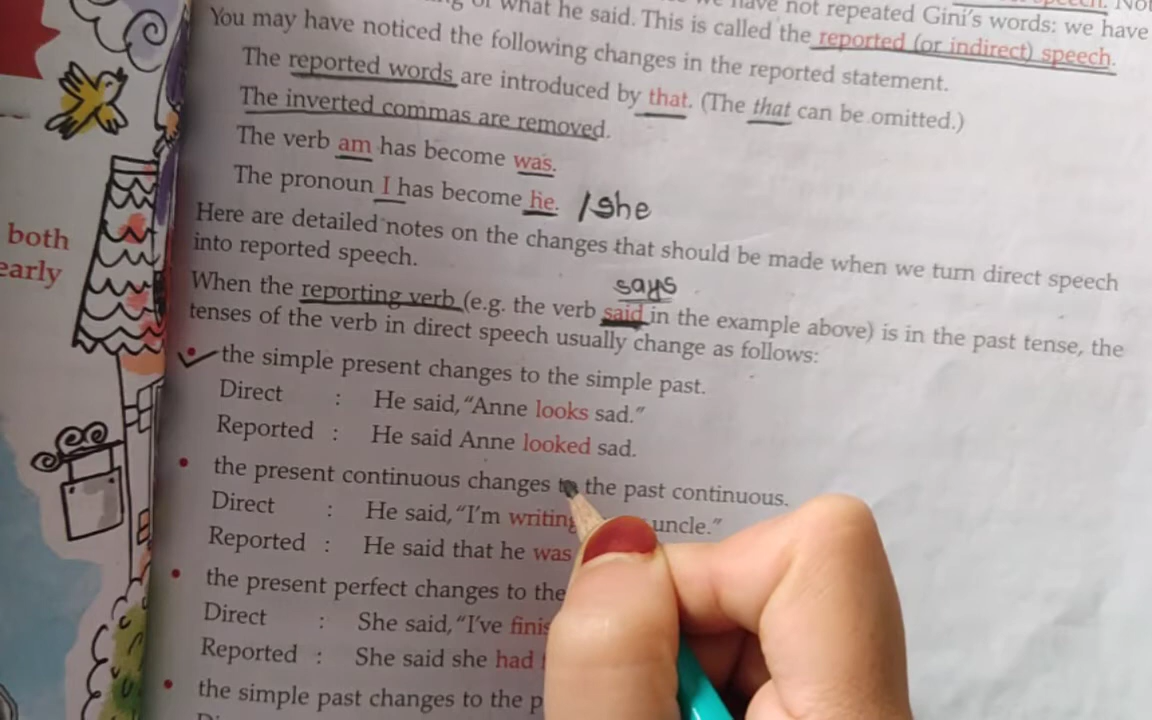 of what he said. This is called the reported (or indirect) speech.
have not repeated Gini's words: we have
You may have noticed the following changes in the reported statement.
The reported words are introduced by that. (The that can be omitted.)
The inverted commas are removed.
The verb am has become was.
The pronoun I has become he. /she
Here are detailed notes on the changes that should be made when we turn direct speech
into reported speech.
says
When the reporting verb (e.g. the verb said in the example above) is in the past tense, the
tenses of the verb in direct speech usually change as follows:
both
early
• the simple present changes to the simple past.
Direct : He said, "Anne looks sad."
Reported : He said Anne looked sad.
• the present continuous changes to the past continuous.
Direct : He said, "I'm writing uncle."
Reported : He said that he was
• the present perfect changes to the
Direct : She said, "I've
Reported : She said she had
• the simple past changes to the